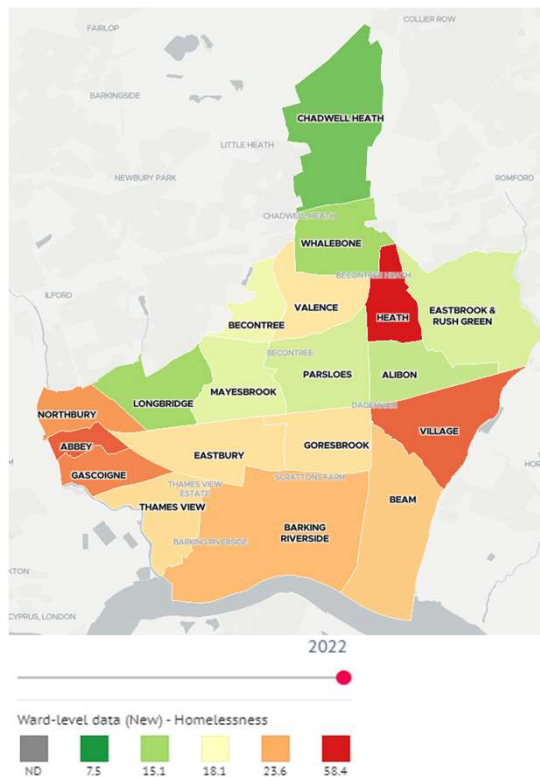 COLLIER ROW
FAIRLOP
BARKINGSIDE
CHADWELL HEATH
LITTLE HEATH
NEWBURY PARK
ROMFORD
CHADWELL HEATH
WHALEBONE
BECONTREE HEATH
ILFORD
VALENCE
HEATH
EASTBROOK &
RUSH GREEN
BECONTREE
BECONTREE
PARSLOES
ALIBON
MAYESBROOK
LONGBRIDGE
DAGENHAM
NORTHBURY
VILLAGE
ABBEY
GORESBROOK
EASTBURY
GASCOIGNE
SCRATTONS FARM
THAMES VIEW
ESTATE
BEAM
THAMES VIEW
BARKING
RIVERSIDE
BARKING RIVERSIDE
CYPRUS, LONDON
2022
Ward-level data (New) - Homelessness
ND 7.5 15.1 18.1 23.6 58.4